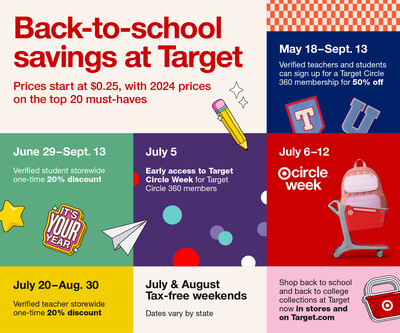 Back-to-school
savings at Target
Prices start at $0.25, with 2024 prices
on the top 20 must-haves
May 18–Sept. 13
Verified teachers and students
can sign up for a Target Circle
360 membership for 50% off
T U
June 29–Sept. 13
Verified student storewide
one-time 20% discount
IT'S
YOUR
YEAR
July 5
Early access to Target
Circle Week for Target
Circle 360 members
July 6–12
circle
week
July 20–Aug. 30
Verified teacher storewide
one-time 20% discount
July & August
Tax-free weekends
Dates vary by state
Shop back to school
and back to college
collections at Target
now in stores and
on Target.com